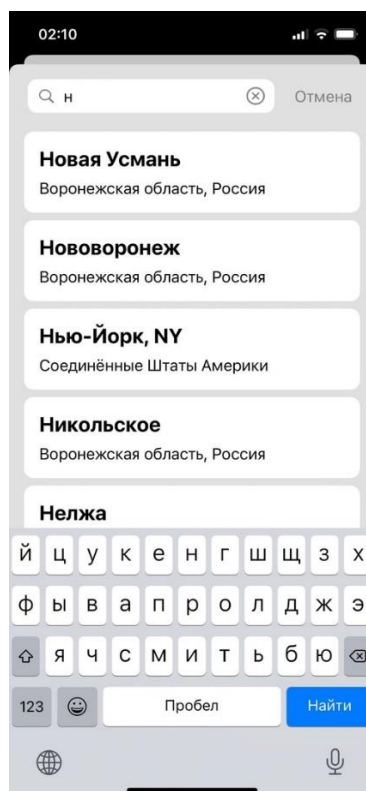 02:10
н
Отмена
Новая Усмань
Воронежская область, Россия
Нововоронеж
Воронежская область, Россия
Нью-Йорк, NY
Соединённые Штаты Америки
Никольское
Воронежская область, Россия
Нелжа
й ц у к е н г ш щ з х
ф ы в а п р о л д ж э
я ч с м и т ь б ю
123 Пробел Найти